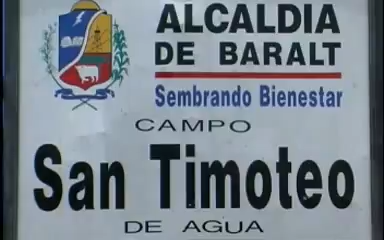 ALCALDIA
DE BARALT
Sembrando Bienestar
CAMPO
San Timoteo
DE AGUA